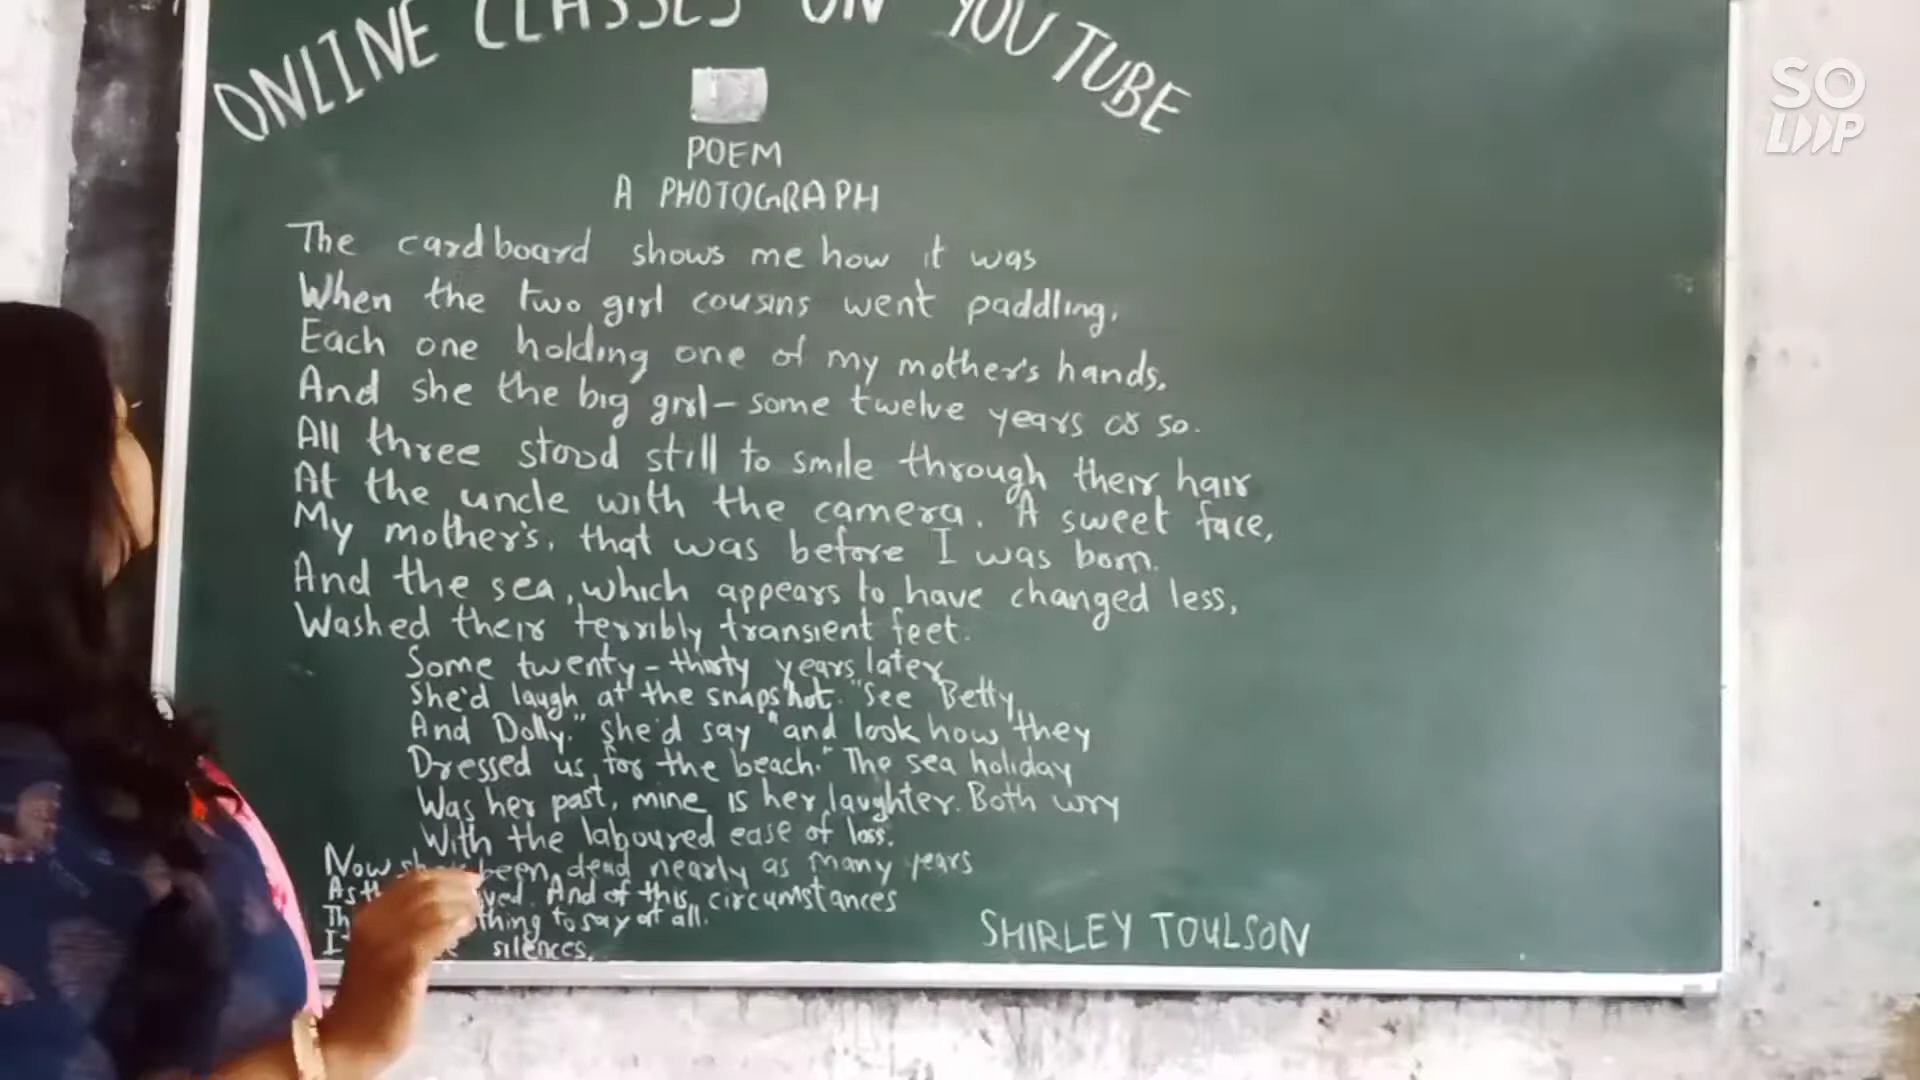 ONLINE CLASSES ON YOU TUBE
POEM
A PHOTOGRAPH
The cardboard shows me how it was
When the two girl cousins went paddling,
Each one holding one of my mother's hands,
And she the big girl - some twelve years or so.
All three stood still to smile through their hair
At the uncle with the camera. A sweet face,
My mother's, that was before I was born.
And the sea, which appears to have changed less,
Washed their terribly transient feet.
Some twenty-thirty years later
She'd laugh at the snapshot. "See Betty
And Dolly." she'd say "and look how they
Dressed us for the beach." The sea holiday
Was her past, mine is her laughter. Both wry
With the laboured ease of loss.
Now been dead nearly as many years
And of this circumstances
to say at all.
silences.
SHIRLEY TOULSON
SOLOOP